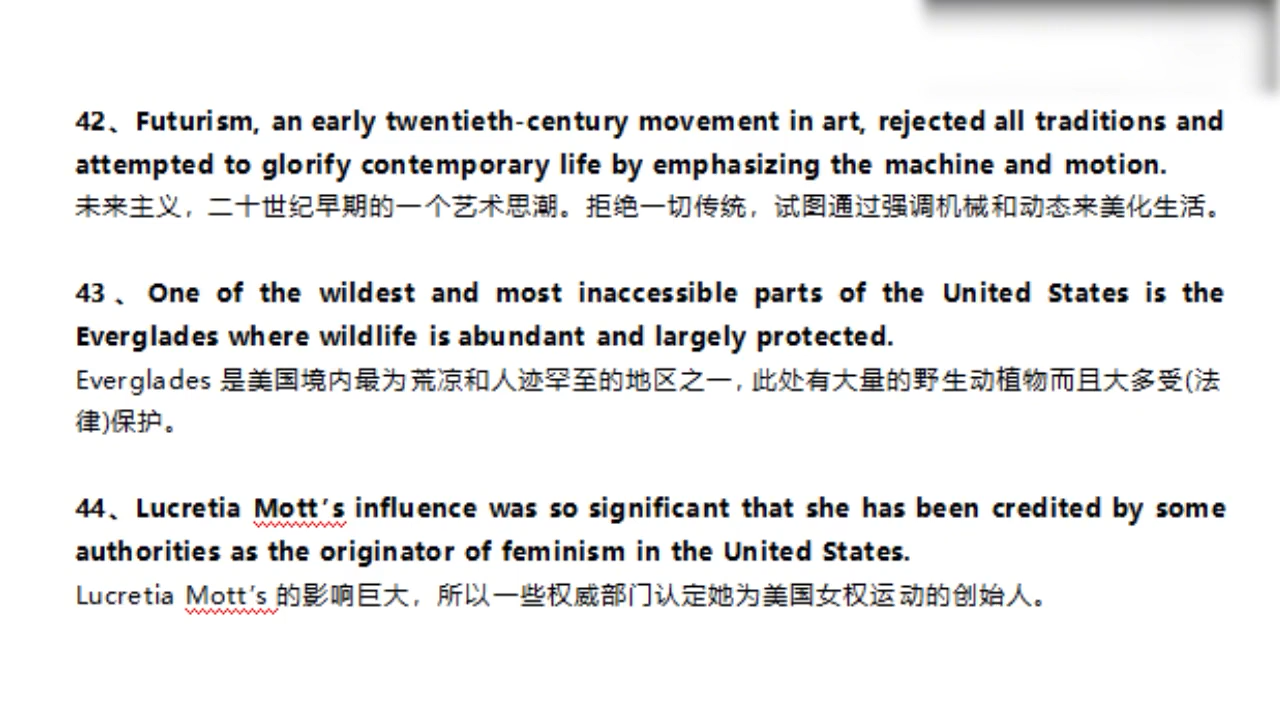 42、Futurism, an early twentieth-century movement in art, rejected all traditions and
attempted to glorify contemporary life by emphasizing the machine and motion.
未来主义，二十世纪早期的一个艺术思潮。拒绝一切传统，试图通过强调机械和动态来美化生活。
43、One of the wildest and most inaccessible parts of the United States is the
Everglades where wildlife is abundant and largely protected.
Everglades 是美国境内最为荒凉和人迹罕至的地区之一，此处有大量的野生动植物而且大多受(法
律)保护。
44、Lucretia Mott’s influence was so significant that she has been credited by some
authorities as the originator of feminism in the United States.
Lucretia Mott’s 的影响巨大，所以一些权威部门认定她为美国女权运动的创始人。